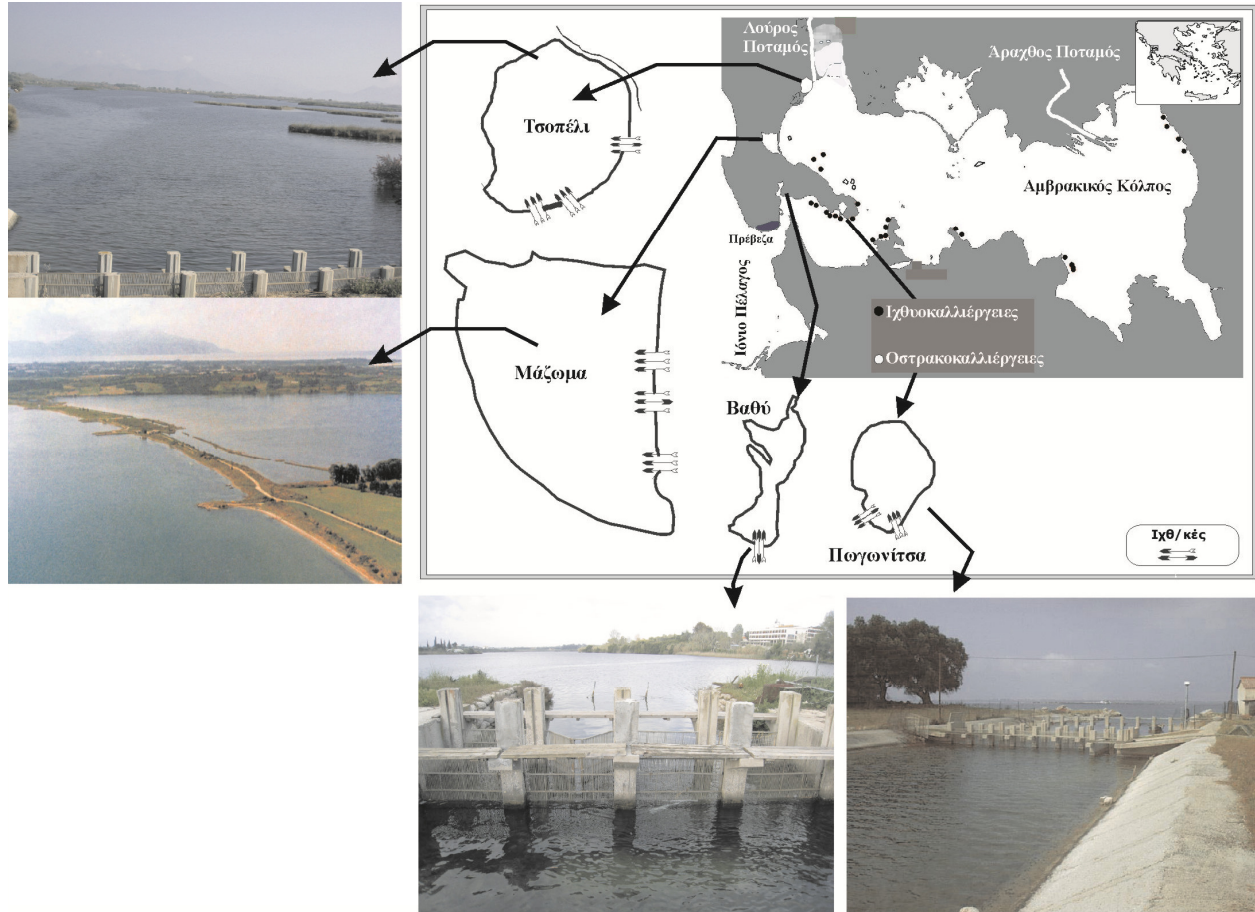 Λούρος
Ποταμός
Άραχθος Ποταμός
Τσοπέλι
Αμβρακικός Κόλπος
Πρέβεζα
Ιόνιο Πέλαγος
Ιχθυοκαλλιέργειες
Οστρακοκαλλιέργειες
Μάζωμα
Βαθύ
Πωγωνίτσα
Ιχθ/κές